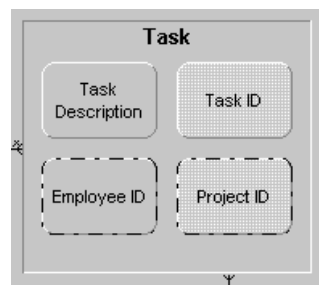 Task
Task
Description
Task ID
Employee ID
Project ID